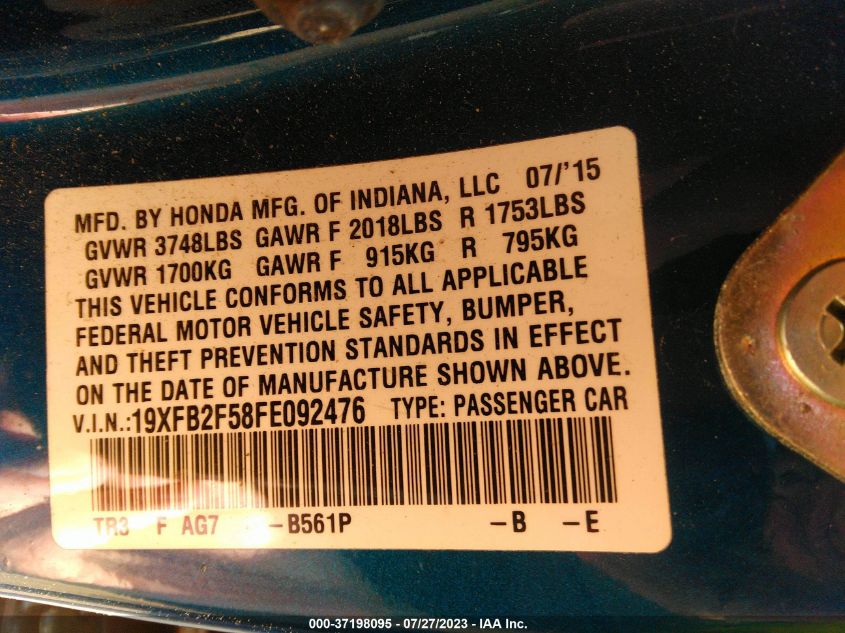 MFD. BY HONDA MFG. OF INDIANA, LLC 07/'15
GVWR 3748LBS GAWR F 2018LBS R 1753LBS
GVWR 1700KG GAWR F 915KG R 795KG
THIS VEHICLE CONFORMS TO ALL APPLICABLE
FEDERAL MOTOR VEHICLE SAFETY, BUMPER,
AND THEFT PREVENTION STANDARDS IN EFFECT
ON THE DATE OF MANUFACTURE SHOWN ABOVE.
V.I.N.:19XFB2F58FE092476 TYPE: PASSENGER CAR
TR3 F AG7 -B561P -B -E
000-37198095 - 07/27/2023 - IAA Inc.